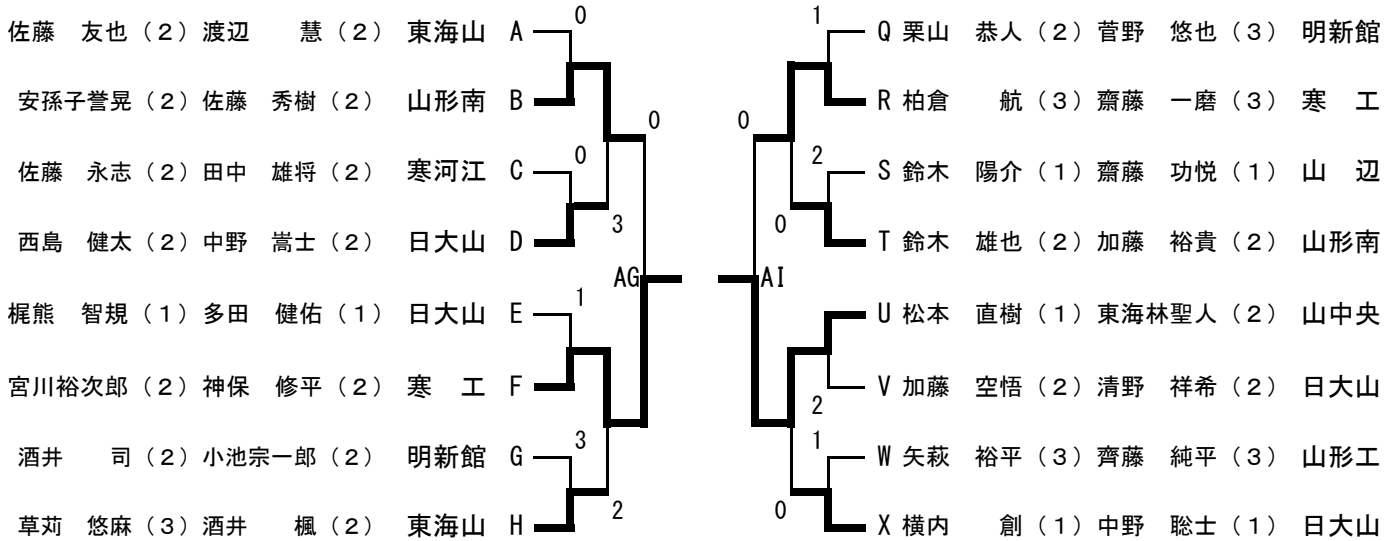 0 1
佐藤　友也（２）渡辺　　慧（２） 東海山 A Q 栗山　恭人（２）菅野　悠也（３） 明新館
安孫子誉晃（２）佐藤　秀樹（２） 山形南 B R 柏倉　　航（３）齋藤　一磨（３） 寒　工
0 0
0 2
佐藤　永志（２）田中　雄将（２） 寒河江 C S 鈴木　陽介（１）齋藤　功悦（１） 山　辺
3 0
西島　健太（２）中野　嵩士（２） 日大山 D T 鈴木　雄也（２）加藤　裕貴（２） 山形南
AG AI
1
梶熊　智規（１）多田　健佑（１） 日大山 E U 松本　直樹（１）東海林聖人（２） 山中央
宮川裕次郎（２）神保　修平（２） 寒　工 F V 加藤　空悟（２）清野　祥希（２） 日大山
2
3 1
酒井　　司（２）小池宗一郎（２） 明新館 G W 矢萩　裕平（３）齊藤　純平（３） 山形工
2 0
草苅　悠麻（３）酒井　　楓（２） 東海山 H X 横内　　創（１）中野　聡士（１） 日大山